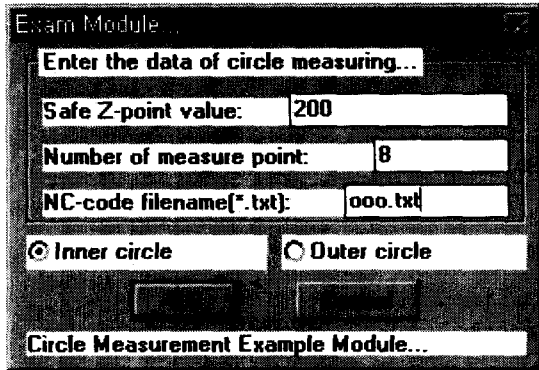 Exam Module...
Enter the data of circle measuring...
Safe Z-point value: 200
Number of measure point: 8
NC-code filename(*.txt): ooo.txt
Inner circle Outer circle
Circle Measurement Example Module...